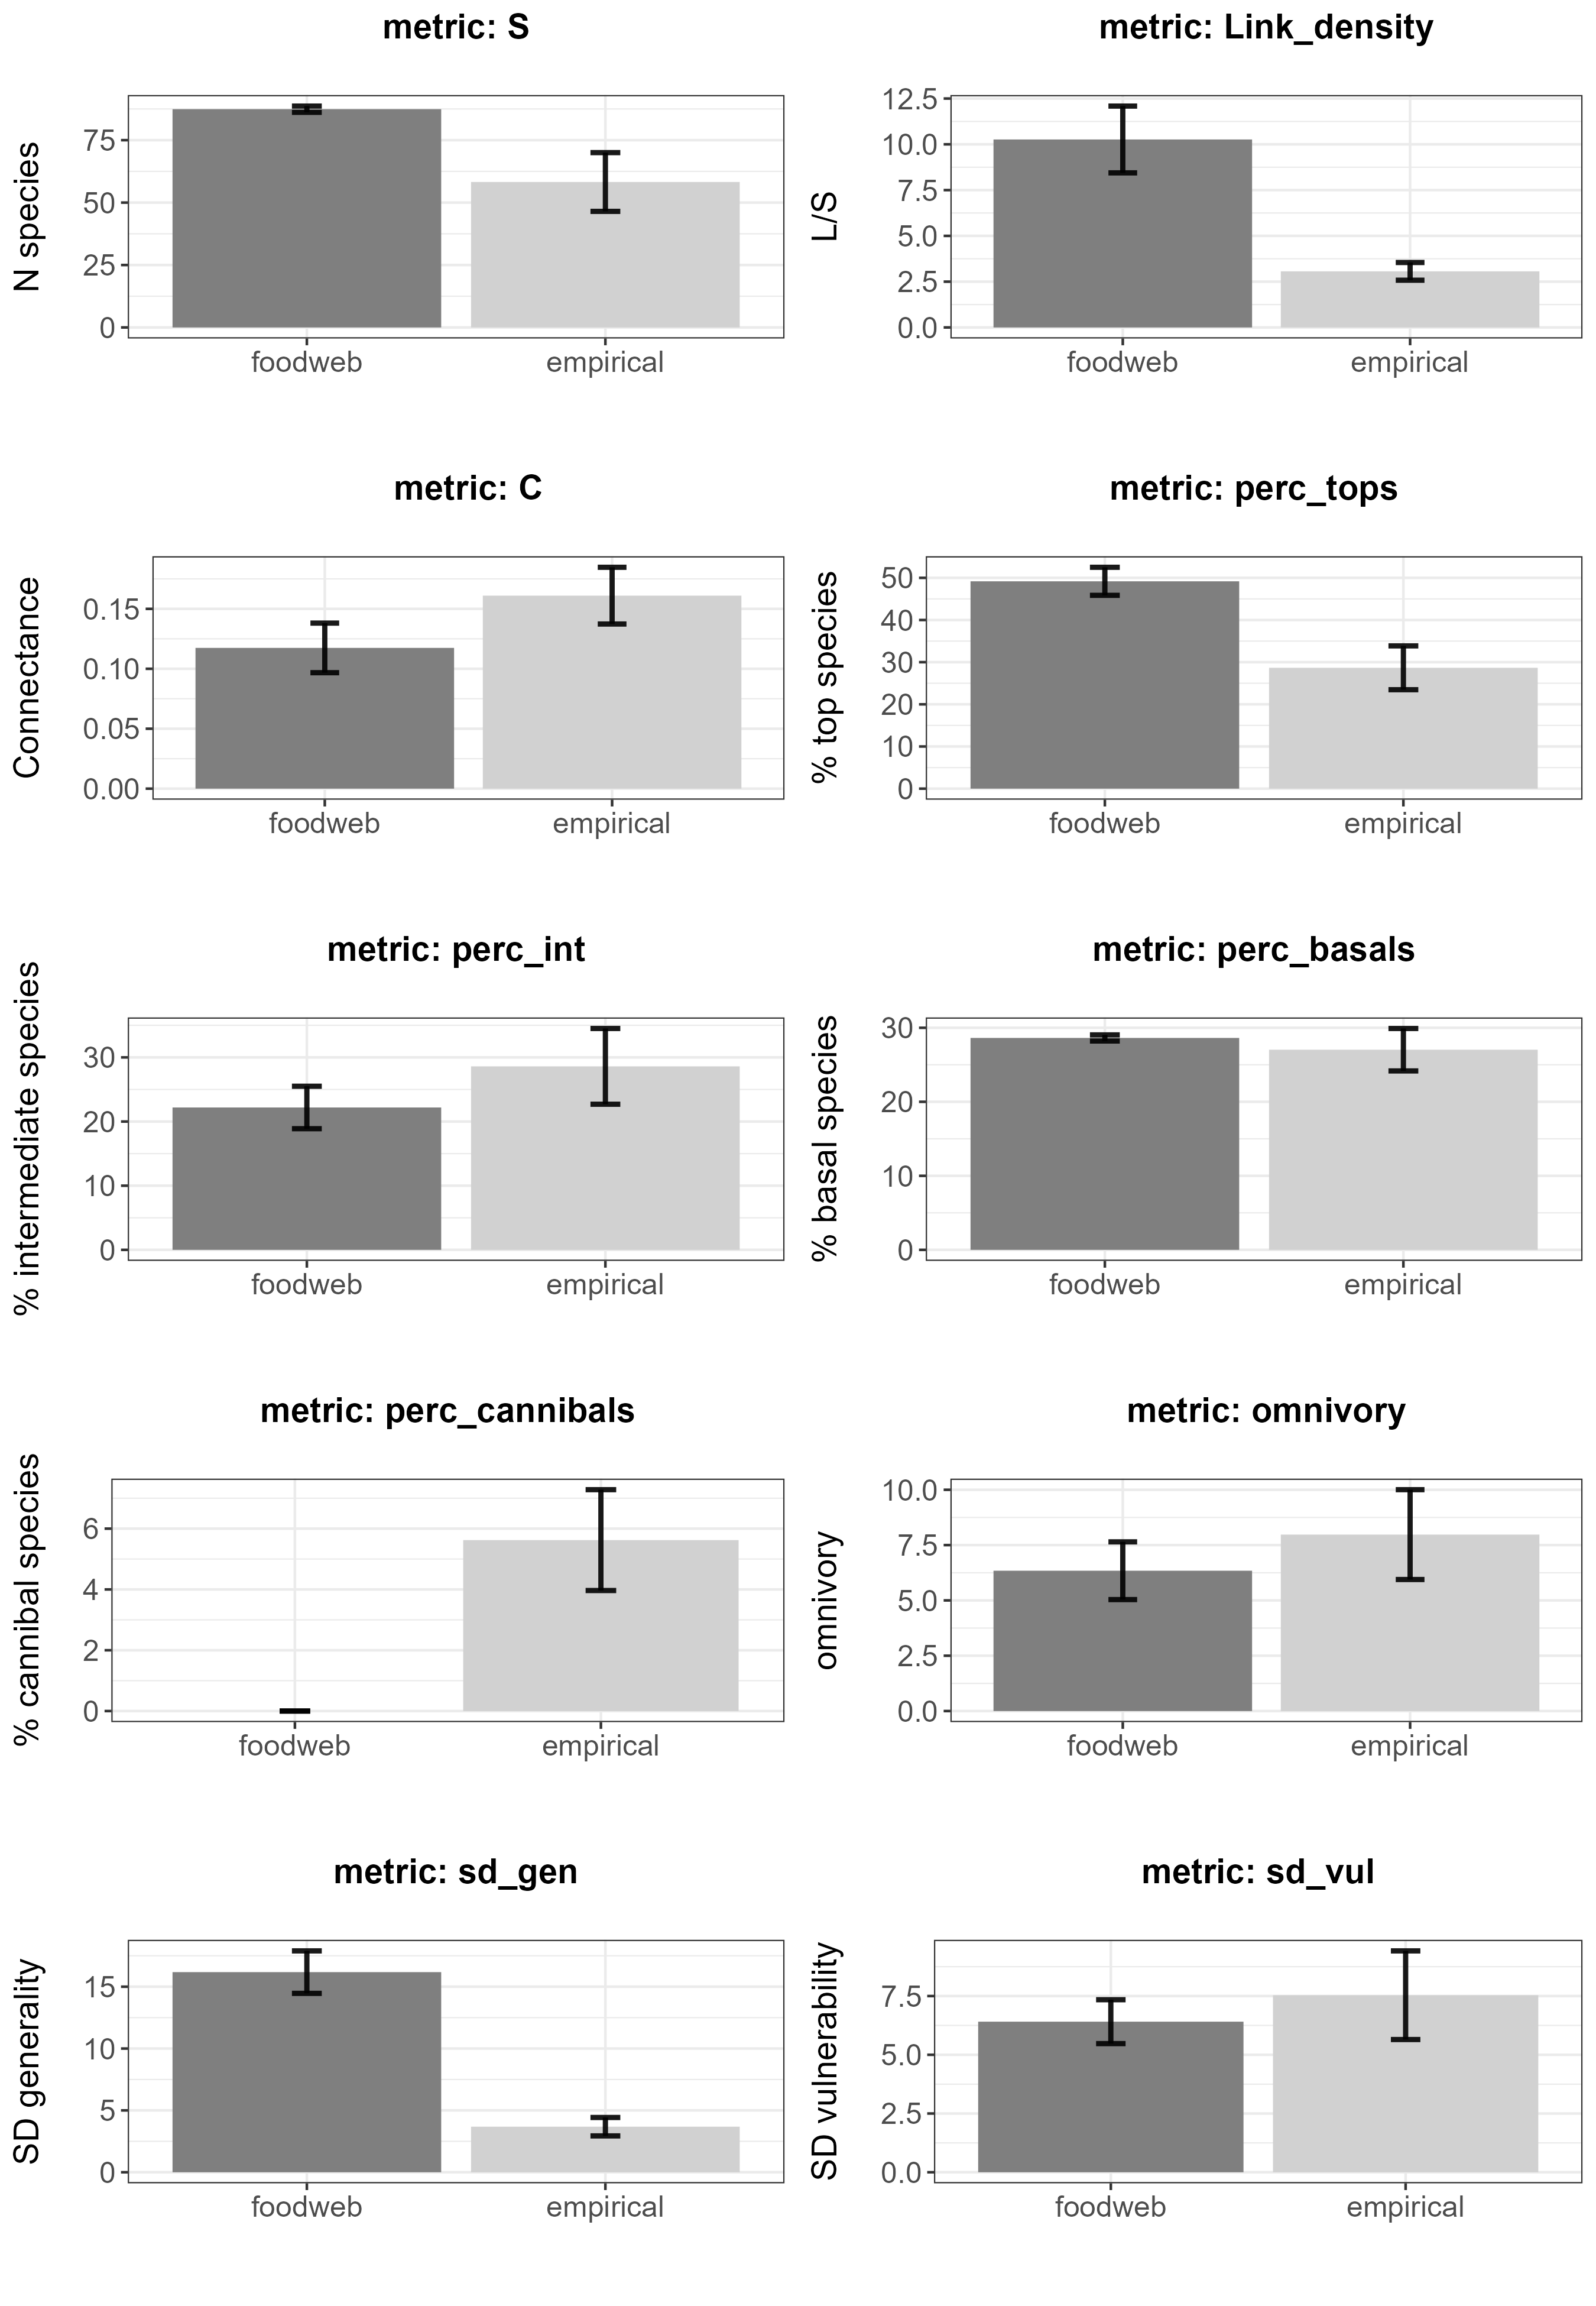 metric: S
N species
75
50
25
0
foodweb
empirical
metric: Link_density
L/S
12.5
10.0
7.5
5.0
2.5
0.0
foodweb
empirical
metric: C
Connectance
0.15
0.10
0.05
0.00
foodweb
empirical
metric: perc_tops
% top species
50
40
30
20
10
0
foodweb
empirical
metric: perc_int
% intermediate species
30
20
10
0
foodweb
empirical
metric: perc_basals
% basal species
30
20
10
0
foodweb
empirical
metric: perc_cannibals
% cannibal species
6
4
2
0
foodweb
empirical
metric: omnivory
omnivory
10.0
7.5
5.0
2.5
0.0
foodweb
empirical
metric: sd_gen
SD generality
15
10
5
0
foodweb
empirical
metric: sd_vul
SD vulnerability
7.5
5.0
2.5
0.0
foodweb
empirical